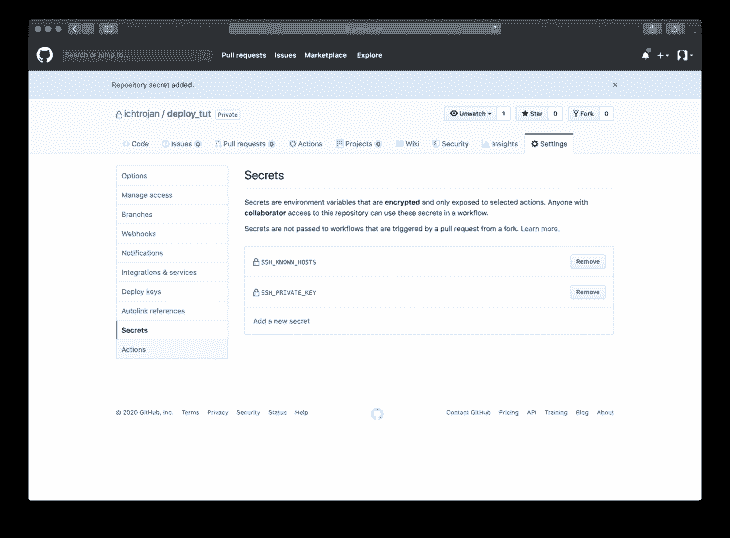 Search or jump to...
Pull requests Issues Marketplace Explore
Repository secret added.
ichtrojan / deploy_tut Private
Unwatch 1 Star 0 Fork 0
Code Issues 0 Pull requests 0 Actions Projects 0 Wiki Security Insights Settings
Options
Manage access
Branches
Webhooks
Notifications
Integrations & services
Deploy keys
Autolink references
Secrets
Actions
Secrets
Secrets are environment variables that are encrypted and only exposed to selected actions. Anyone with
collaborator access to this repository can use these secrets in a workflow.
Secrets are not passed to workflows that are triggered by a pull request from a fork. Learn more.
SSH_KNOWN_HOSTS Remove
SSH_PRIVATE_KEY Remove
Add a new secret
© 2020 GitHub, Inc. Terms Privacy Security Status Help
Contact GitHub Pricing API Training Blog About